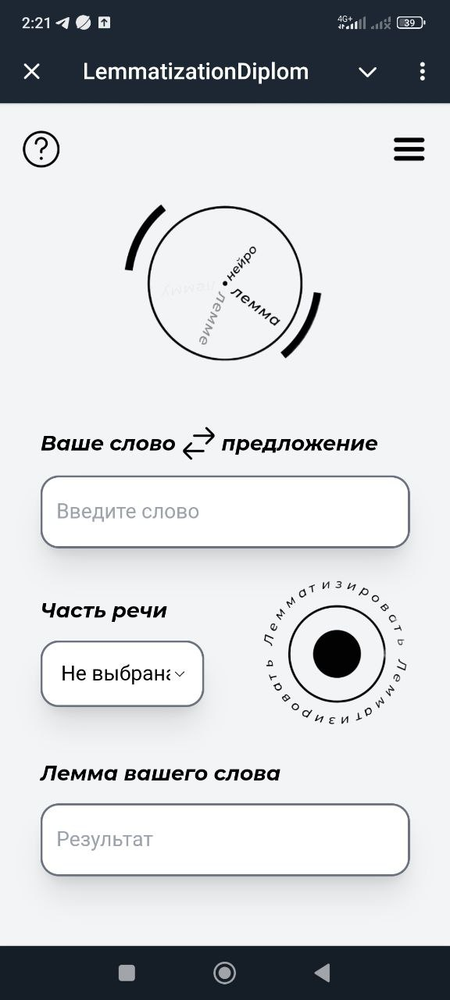 2:21
4G+
39
LemmatizationDiplom
?
нейро
лемма
лемме
лемму
Ваше слово предложение
Введите слово
Часть речи
Не выбрана
Лемматизировать Лемматизировать
Лемма вашего слова
Результат